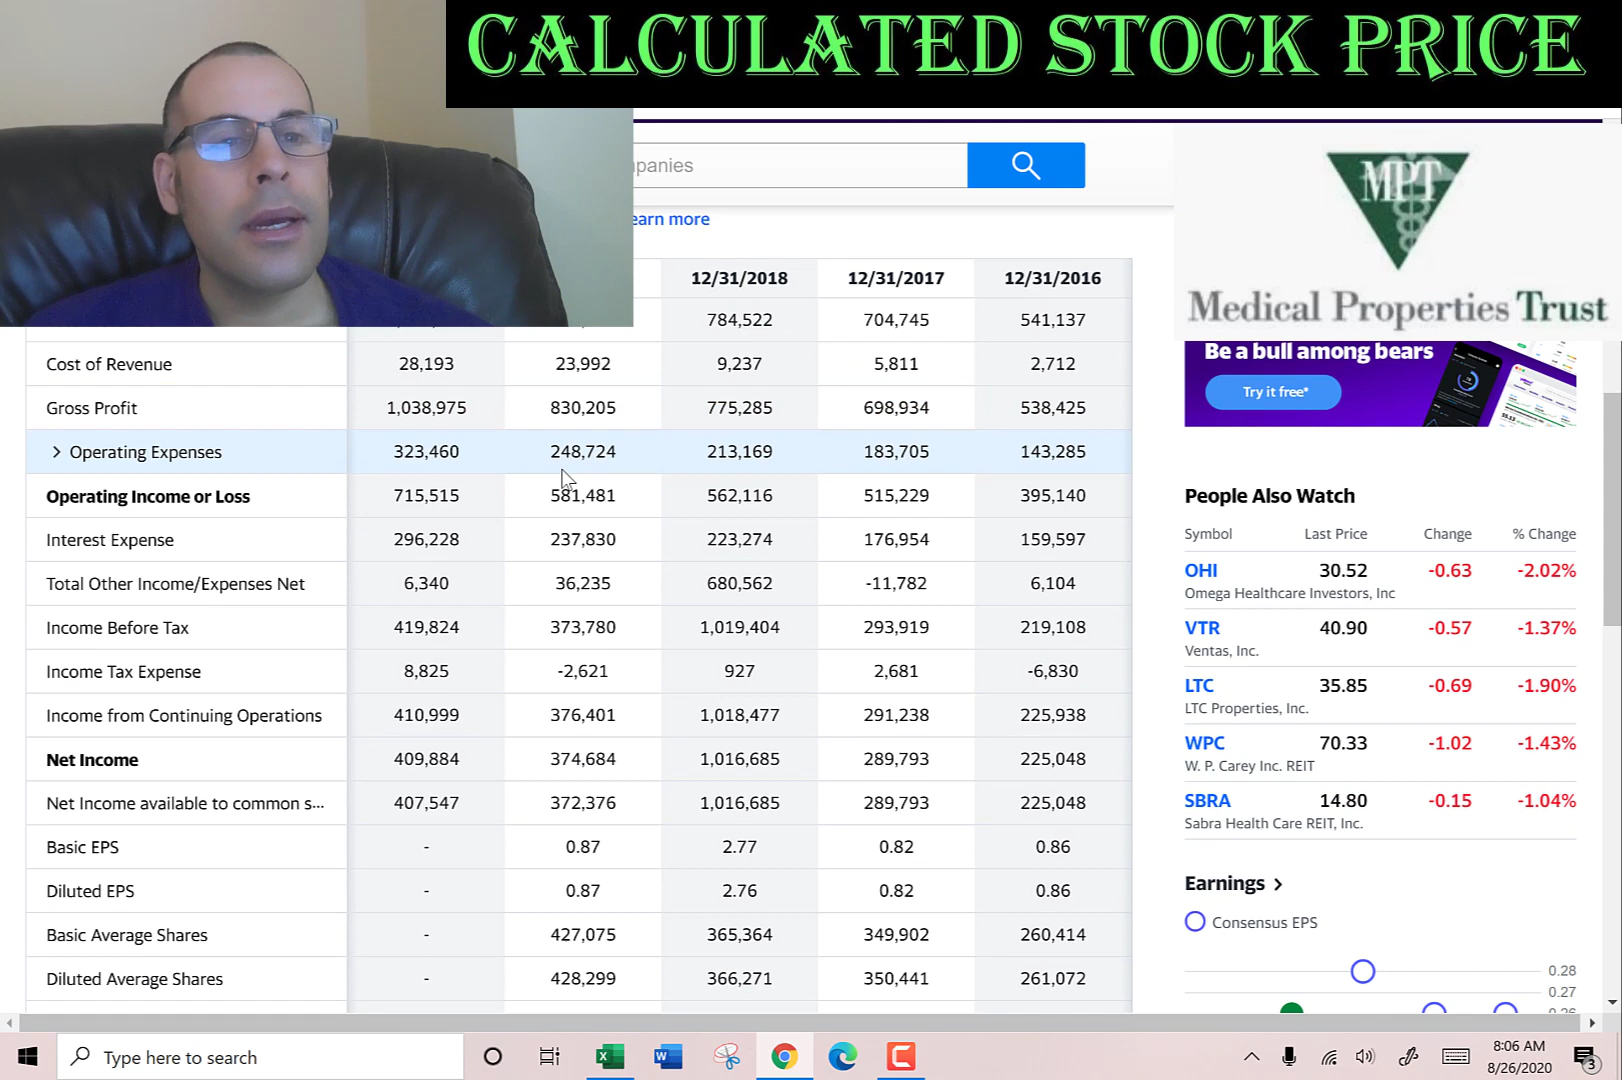 CALCULATED STOCK PRICE
panies
earn more
MPT
Medical Properties Trust
12/31/2018 12/31/2017 12/31/2016
784,522 704,745 541,137
Cost of Revenue 28,193 23,992 9,237 5,811 2,712
Gross Profit 1,038,975 830,205 775,285 698,934 538,425
Operating Expenses 323,460 248,724 213,169 183,705 143,285
Operating Income or Loss 715,515 581,481 562,116 515,229 395,140
Interest Expense 296,228 237,830 223,274 176,954 159,597
Total Other Income/Expenses Net 6,340 36,235 680,562 -11,782 6,104
Income Before Tax 419,824 373,780 1,019,404 293,919 219,108
Income Tax Expense 8,825 -2,621 927 2,681 -6,830
Income from Continuing Operations 410,999 376,401 1,018,477 291,238 225,938
Net Income 409,884 374,684 1,016,685 289,793 225,048
Net Income available to common s... 407,547 372,376 1,016,685 289,793 225,048
Basic EPS - 0.87 2.77 0.82 0.86
Diluted EPS - 0.87 2.76 0.82 0.86
Basic Average Shares - 427,075 365,364 349,902 260,414
Diluted Average Shares - 428,299 366,271 350,441 261,072
Be a bull among bears
Try it free*
People Also Watch
Symbol Last Price Change % Change
OHI 30.52 -0.63 -2.02%
Omega Healthcare Investors, Inc
VTR 40.90 -0.57 -1.37%
Ventas, Inc.
LTC 35.85 -0.69 -1.90%
LTC Properties, Inc.
WPC 70.33 -1.02 -1.43%
W. P. Carey Inc. REIT
SBRA 14.80 -0.15 -1.04%
Sabra Health Care REIT, Inc.
Earnings
Consensus EPS
0.28
0.27
Type here to search
8:06 AM
8/26/2020
3